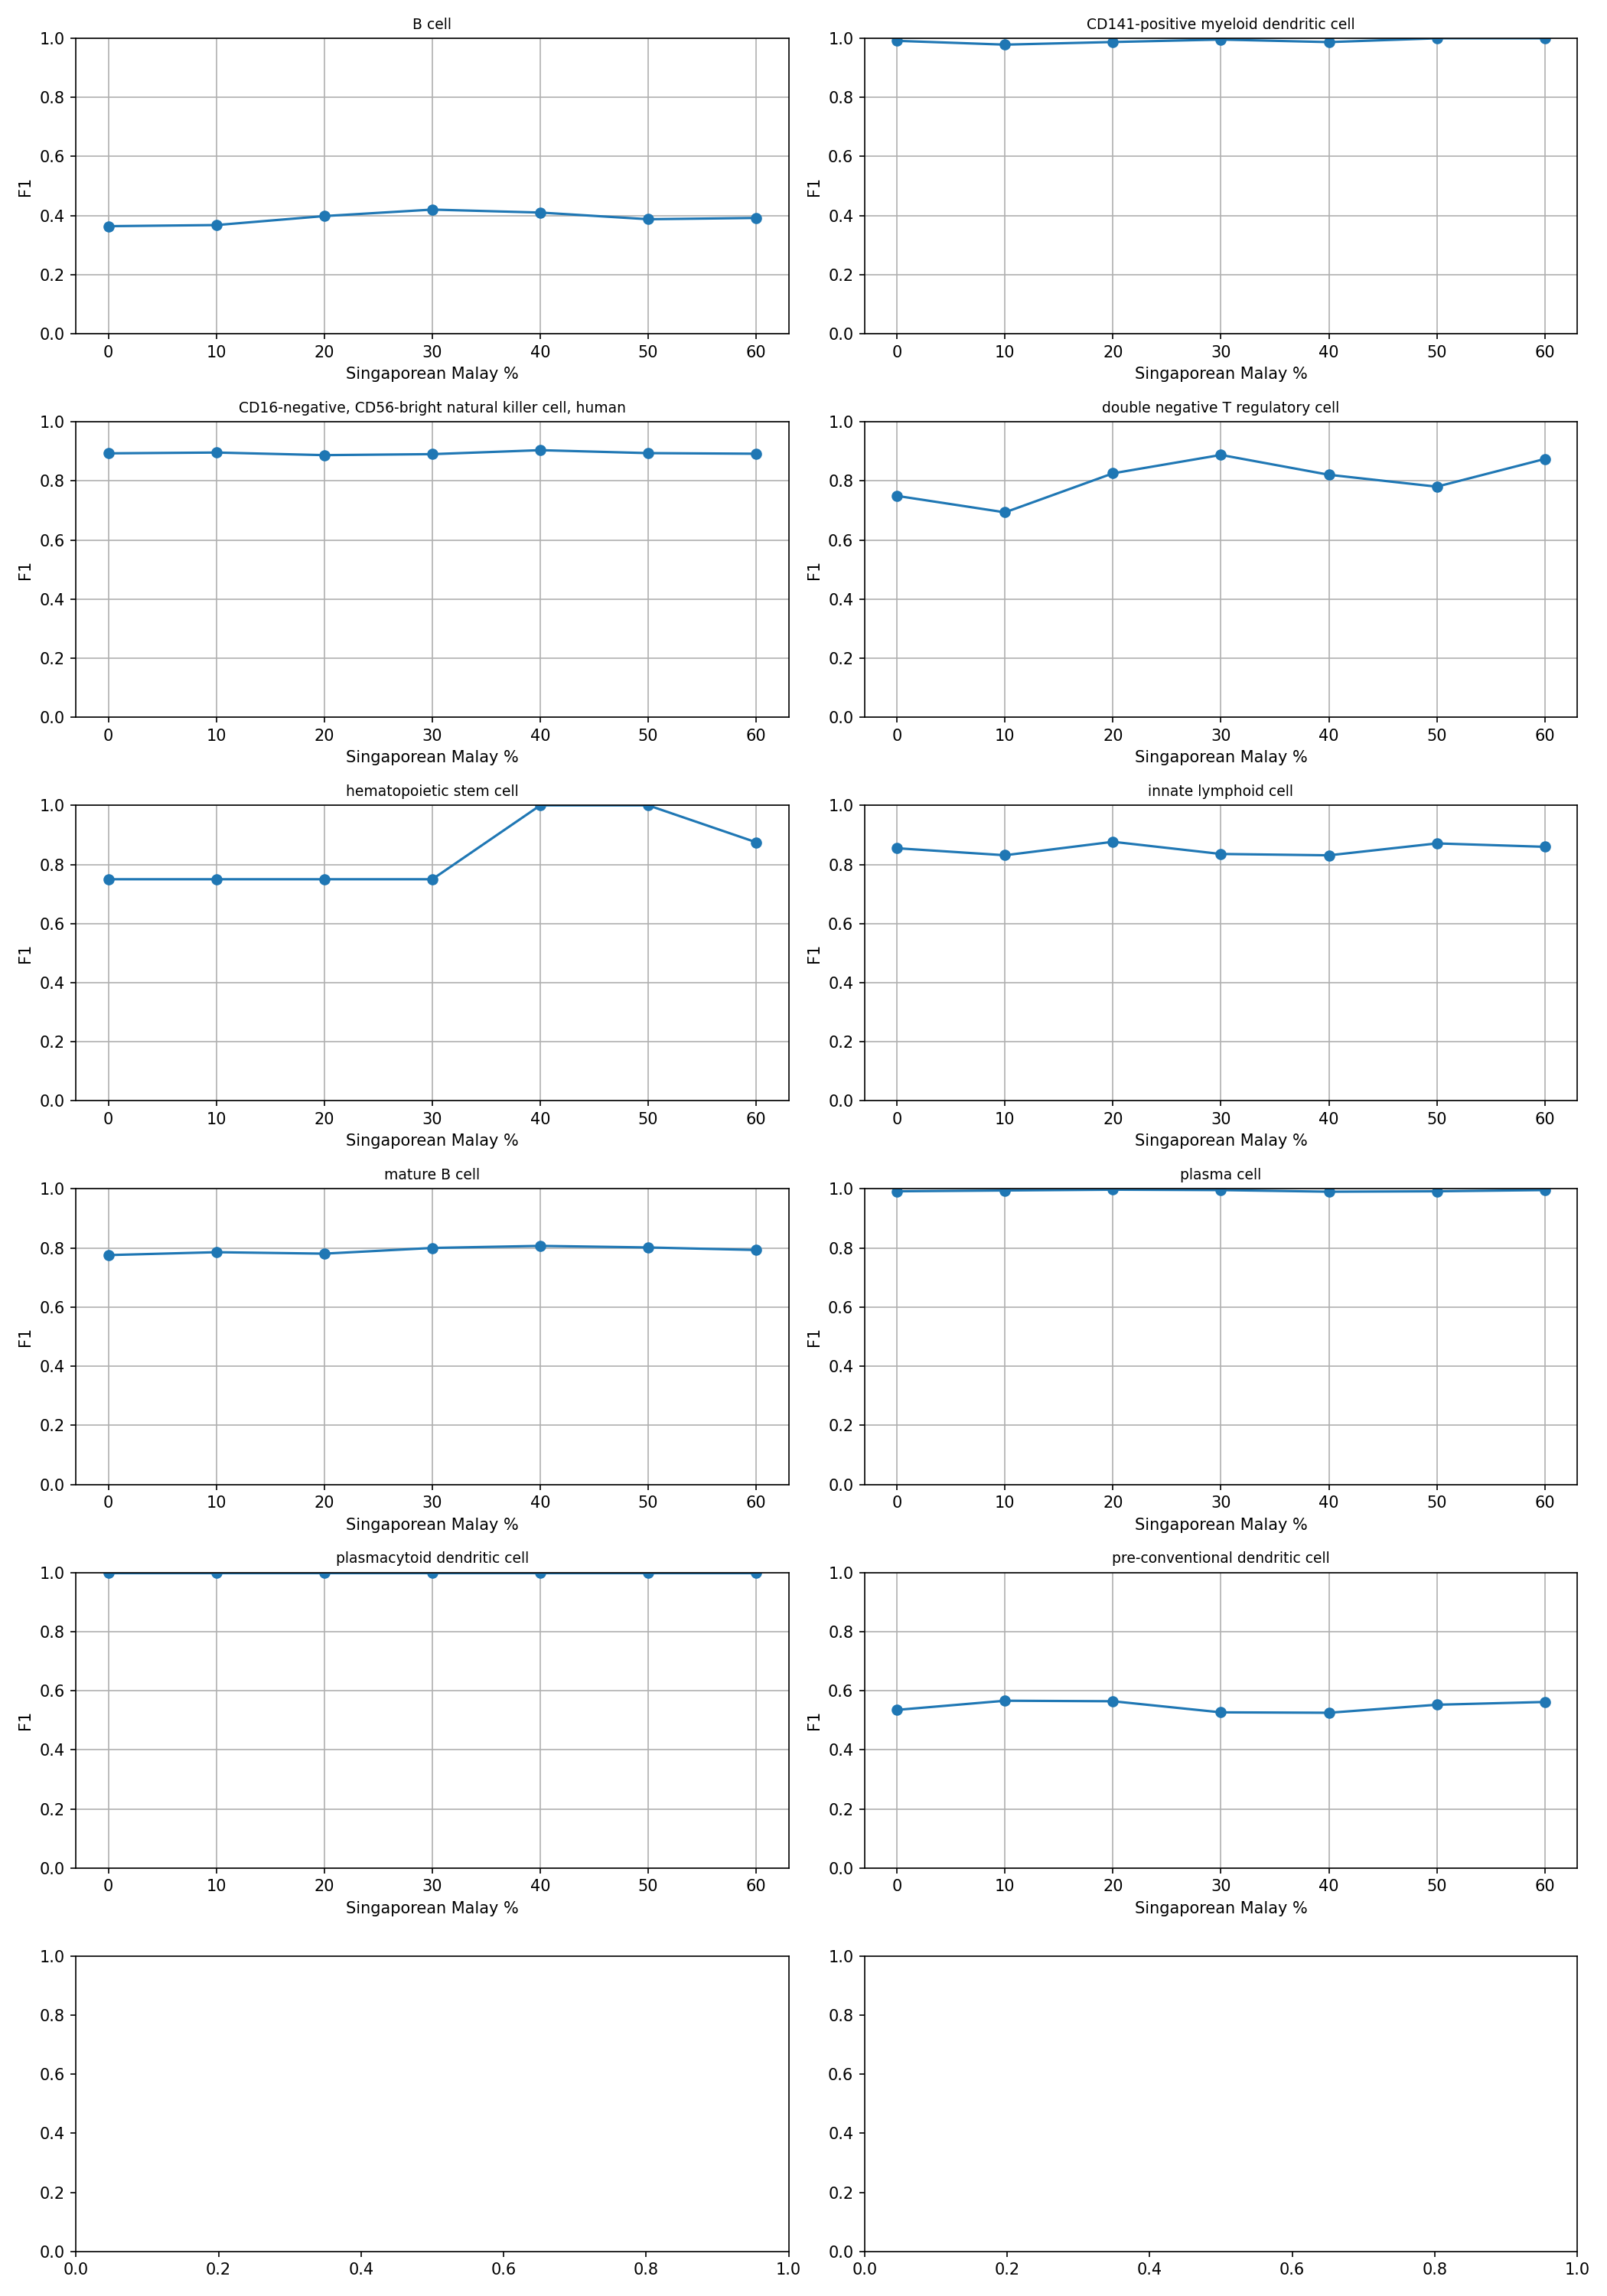 B cell
1.0
0.8
0.6
0.4
0.2
0.0
F1
0 10 20 30 40 50 60
Singaporean Malay %
CD141-positive myeloid dendritic cell
1.0
0.8
0.6
0.4
0.2
0.0
F1
0 10 20 30 40 50 60
Singaporean Malay %
CD16-negative, CD56-bright natural killer cell, human
1.0
0.8
0.6
0.4
0.2
0.0
F1
0 10 20 30 40 50 60
Singaporean Malay %
double negative T regulatory cell
1.0
0.8
0.6
0.4
0.2
0.0
F1
0 10 20 30 40 50 60
Singaporean Malay %
hematopoietic stem cell
1.0
0.8
0.6
0.4
0.2
0.0
F1
0 10 20 30 40 50 60
Singaporean Malay %
innate lymphoid cell
1.0
0.8
0.6
0.4
0.2
0.0
F1
0 10 20 30 40 50 60
Singaporean Malay %
mature B cell
1.0
0.8
0.6
0.4
0.2
0.0
F1
0 10 20 30 40 50 60
Singaporean Malay %
plasma cell
1.0
0.8
0.6
0.4
0.2
0.0
F1
0 10 20 30 40 50 60
Singaporean Malay %
plasmacytoid dendritic cell
1.0
0.8
0.6
0.4
0.2
0.0
F1
0 10 20 30 40 50 60
Singaporean Malay %
pre-conventional dendritic cell
1.0
0.8
0.6
0.4
0.2
0.0
F1
0 10 20 30 40 50 60
Singaporean Malay %
1.0
0.8
0.6
0.4
0.2
0.0
0.0 0.2 0.4 0.6 0.8 1.0
1.0
0.8
0.6
0.4
0.2
0.0
0.0 0.2 0.4 0.6 0.8 1.0